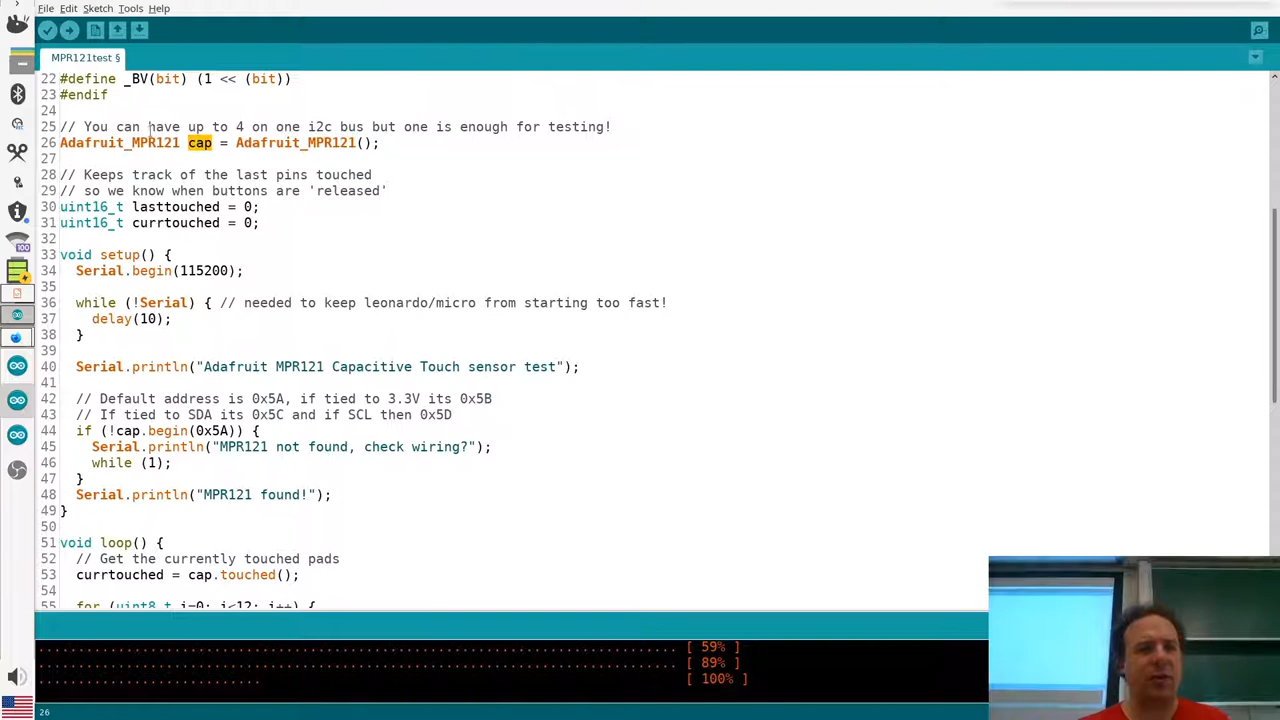 File Edit Sketch Tools Help
MPR121test §
22 #define _BV(bit) (1 << (bit))
23 #endif
24
25 // You can have up to 4 on one i2c bus but one is enough for testing!
26 Adafruit_MPR121 cap = Adafruit_MPR121();
27
28 // Keeps track of the last pins touched
29 // so we know when buttons are 'released'
30 uint16_t lasttouched = 0;
31 uint16_t currtouched = 0;
32
33 void setup() {
34 Serial.begin(115200);
35
36 while (!Serial) { // needed to keep leonardo/micro from starting too fast!
37 delay(10);
38 }
39
40 Serial.println("Adafruit MPR121 Capacitive Touch sensor test");
41
42 // Default address is 0x5A, if tied to 3.3V its 0x5B
43 // If tied to SDA its 0x5C and if SCL then 0x5D
44 if (!cap.begin(0x5A)) {
45 Serial.println("MPR121 not found, check wiring?");
46 while (1);
47 }
48 Serial.println("MPR121 found!");
49 }
50
51 void loop() {
52 // Get the currently touched pads
53 currtouched = cap.touched();
54
55 for (uint8_t i=0; i<12; i++) {
100
................................................................................ [ 59% ]
................................................................................ [ 89% ]
............................ [ 100% ]
26